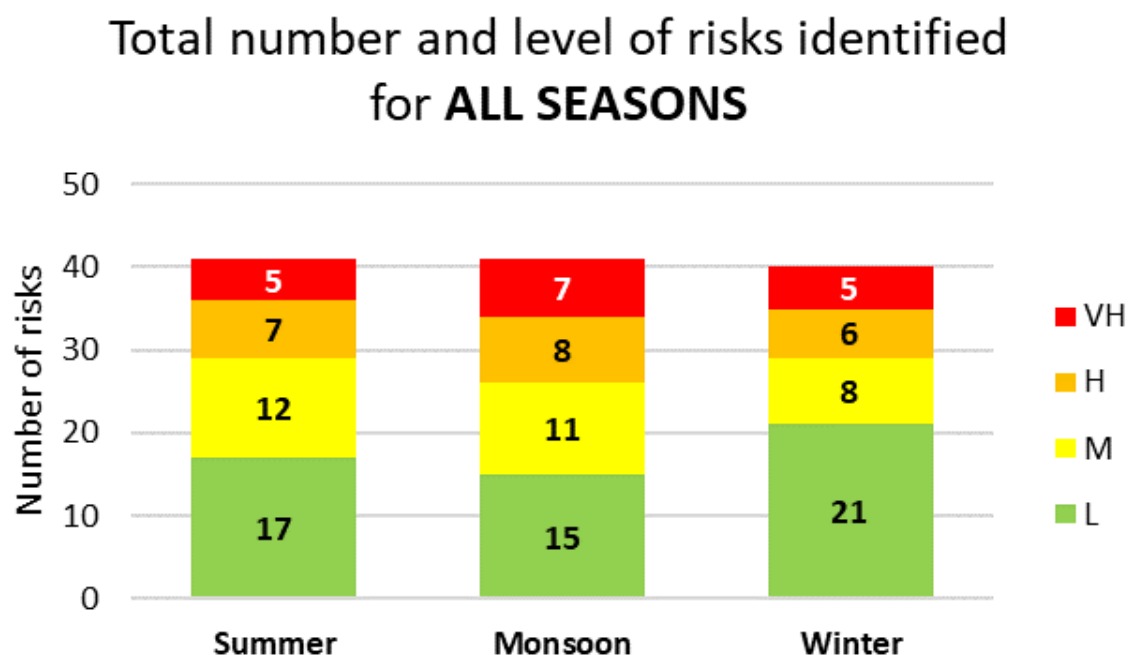 Total number and level of risks identified
for ALL SEASONS
Number of risks
50
40
30
20
10
0
5
7
12
17
7
8
11
15
5
6
8
21
Summer Monsoon Winter
VH
H
M
L